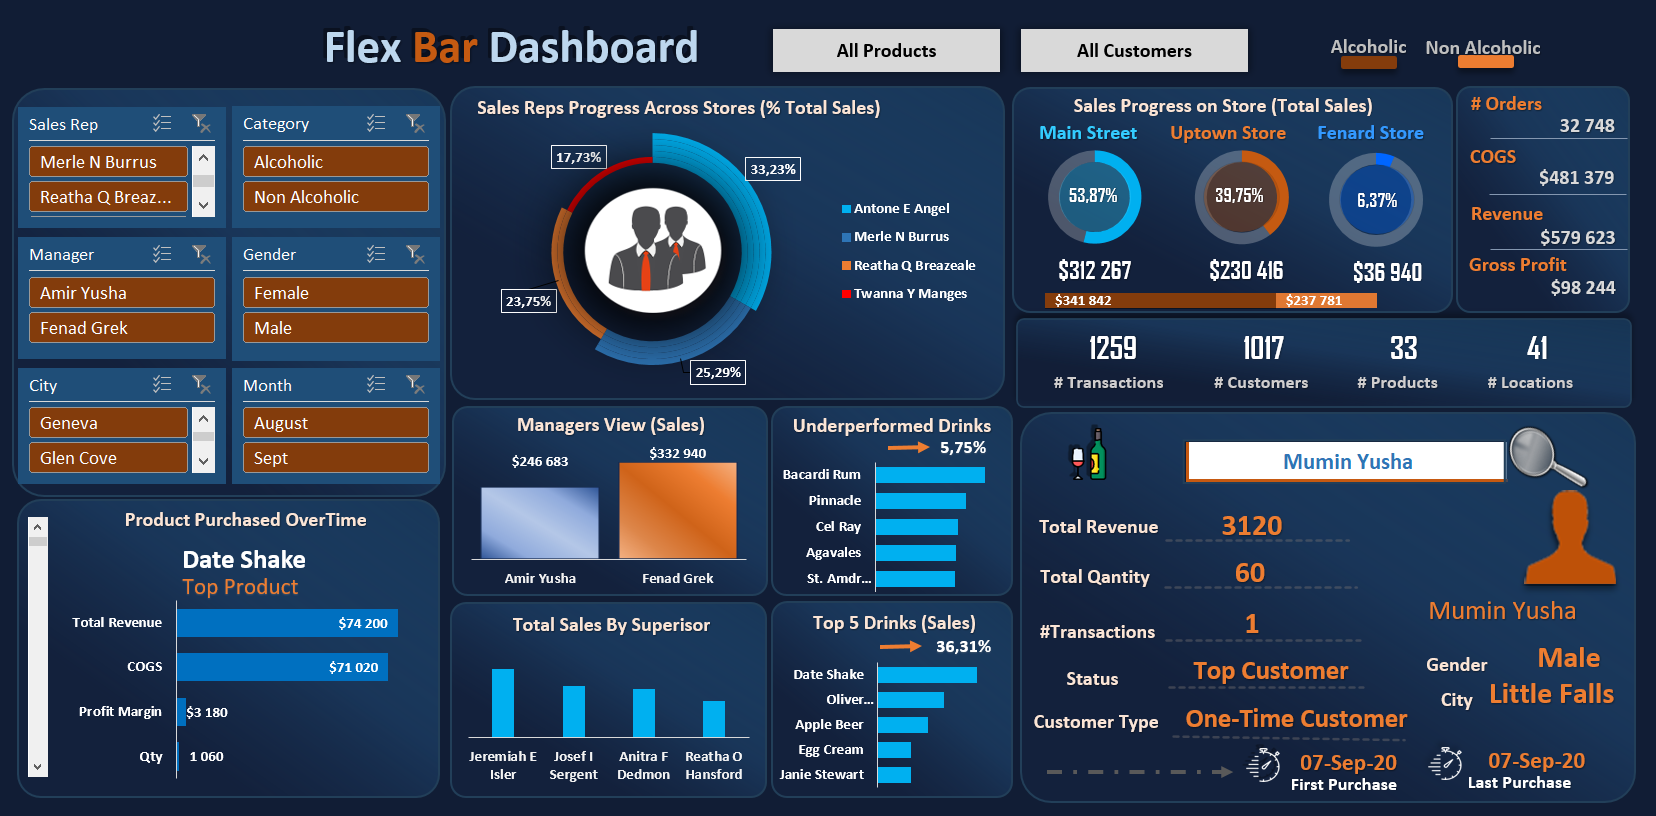 Flex Bar Dashboard
All Products
All Customers
Alcoholic
Non Alcoholic
Sales Rep
Merle N Burrus
Reatha Q Breaz...
Category
Alcoholic
Non Alcoholic
Manager
Amir Yusha
Fenad Grek
Gender
Female
Male
City
Geneva
Glen Cove
Month
August
Sept
Sales Reps Progress Across Stores (% Total Sales)
17,73%
33,23%
23,75%
25,29%
Antone E Angel
Merle N Burrus
Reatha Q Breazeale
Twanna Y Manges
Sales Progress on Store (Total Sales)
Main Street
Uptown Store
Fenard Store
53,87%
39,75%
6,37%
$312 267
$230 416
$36 940
$341 842
$237 781
# Orders
32 748
COGS
$481 379
Revenue
$579 623
Gross Profit
$98 244
1259
1017
33
41
# Transactions
# Customers
# Products
# Locations
Product Purchased OverTime
Date Shake
Top Product
Total Revenue
$74 200
COGS
$71 020
Profit Margin
$3 180
Qty
1 060
Managers View (Sales)
$246 683
$332 940
Amir Yusha
Fenad Grek
Underperformed Drinks
5,75%
Bacardi Rum
Pinnacle
Cel Ray
Agavales
St. Amdr...
Total Sales By Superisor
Jeremiah E Isler
Josef I Sergent
Anitra F Dedmon
Reatha O Hansford
Top 5 Drinks (Sales)
36,31%
Date Shake
Oliver...
Apple Beer
Egg Cream
Janie Stewart
Mumin Yusha
Total Revenue
3120
Total Qantity
60
#Transactions
1
Status
Top Customer
Customer Type
One-Time Customer
Mumin Yusha
Gender
Male
City
Little Falls
07-Sep-20
First Purchase
07-Sep-20
Last Purchase